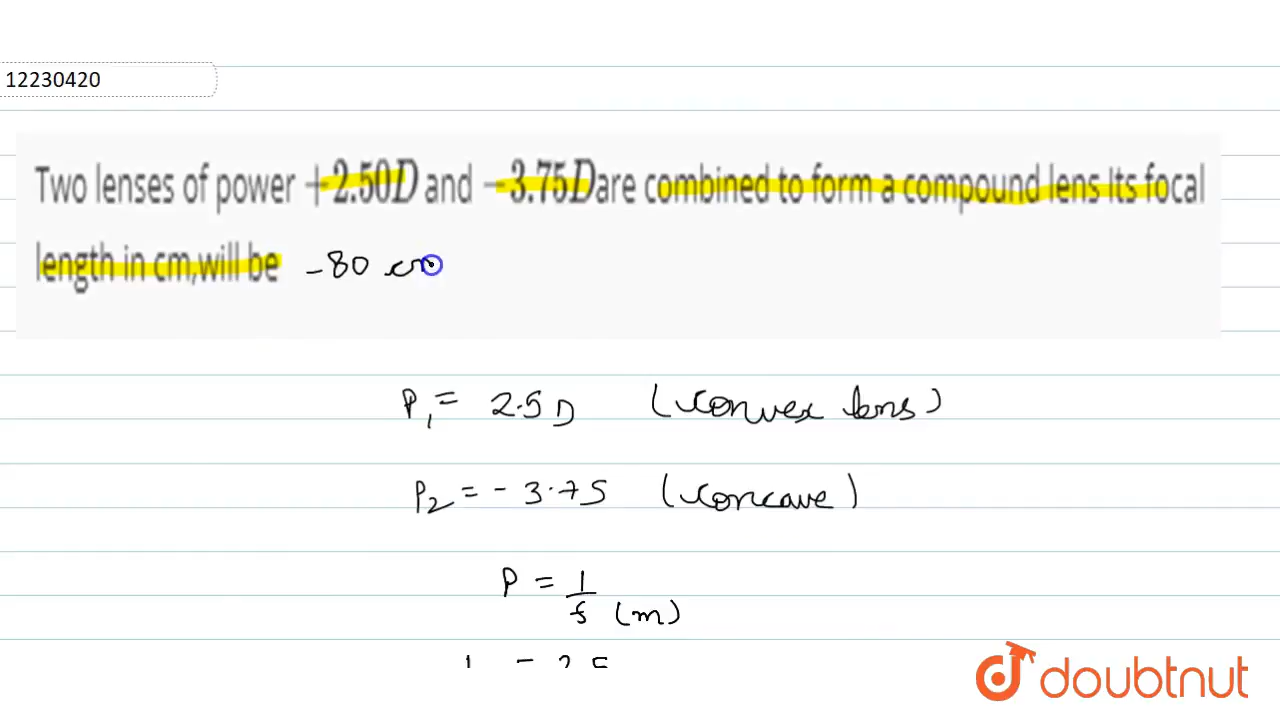 12230420
Two lenses of power +2.50D and -3.75D are combined to form a compound lens Its focal
length in cm,will be -80 cm
P1 = 2.5 D (convex lens)
P2 = - 3.75 (concave)
P = 1/f (m)
doubtnut